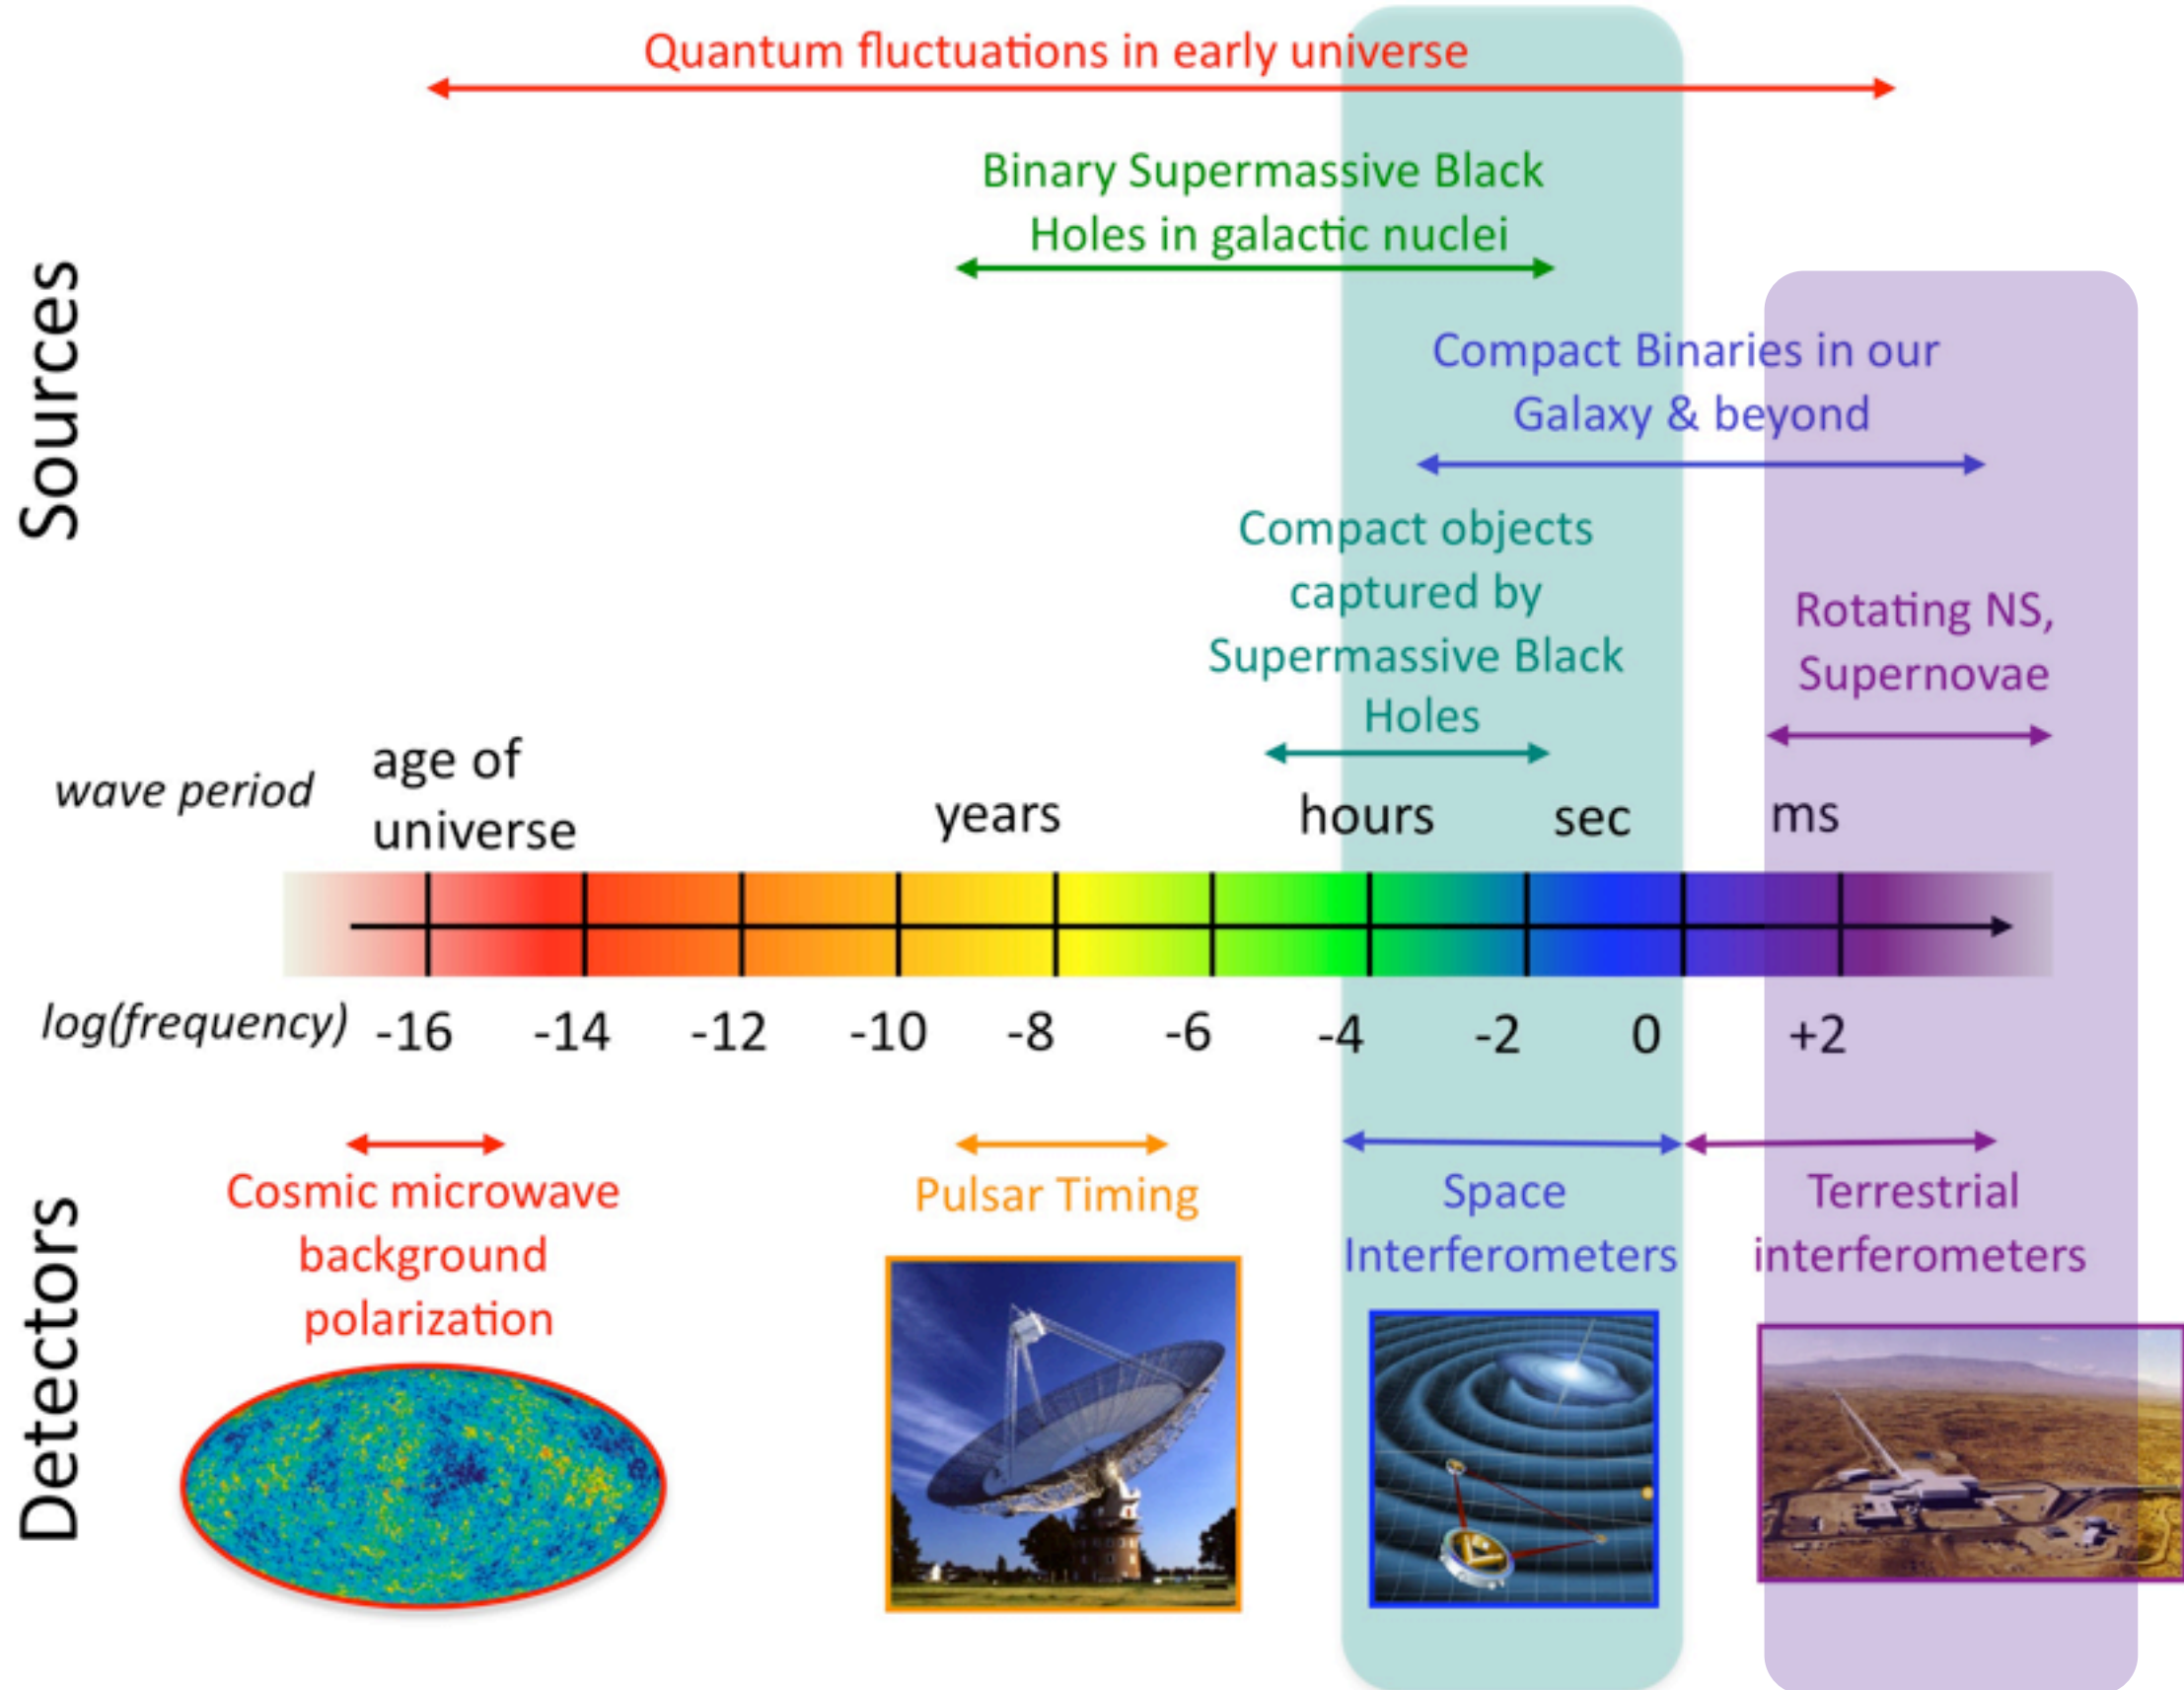 Quantum fluctuations in early universe
Binary Supermassive Black
Holes in galactic nuclei
Sources
Compact Binaries in our
Galaxy & beyond
Compact objects
captured by
Supermassive Black
Holes
Rotating NS,
Supernovae
wave period
age of
universe
years
hours
sec
ms
log(frequency) -16 -14 -12 -10 -8 -6 -4 -2 0 +2
Detectors
Cosmic microwave
background
polarization
Pulsar Timing
Space
Interferometers
Terrestrial
interferometers